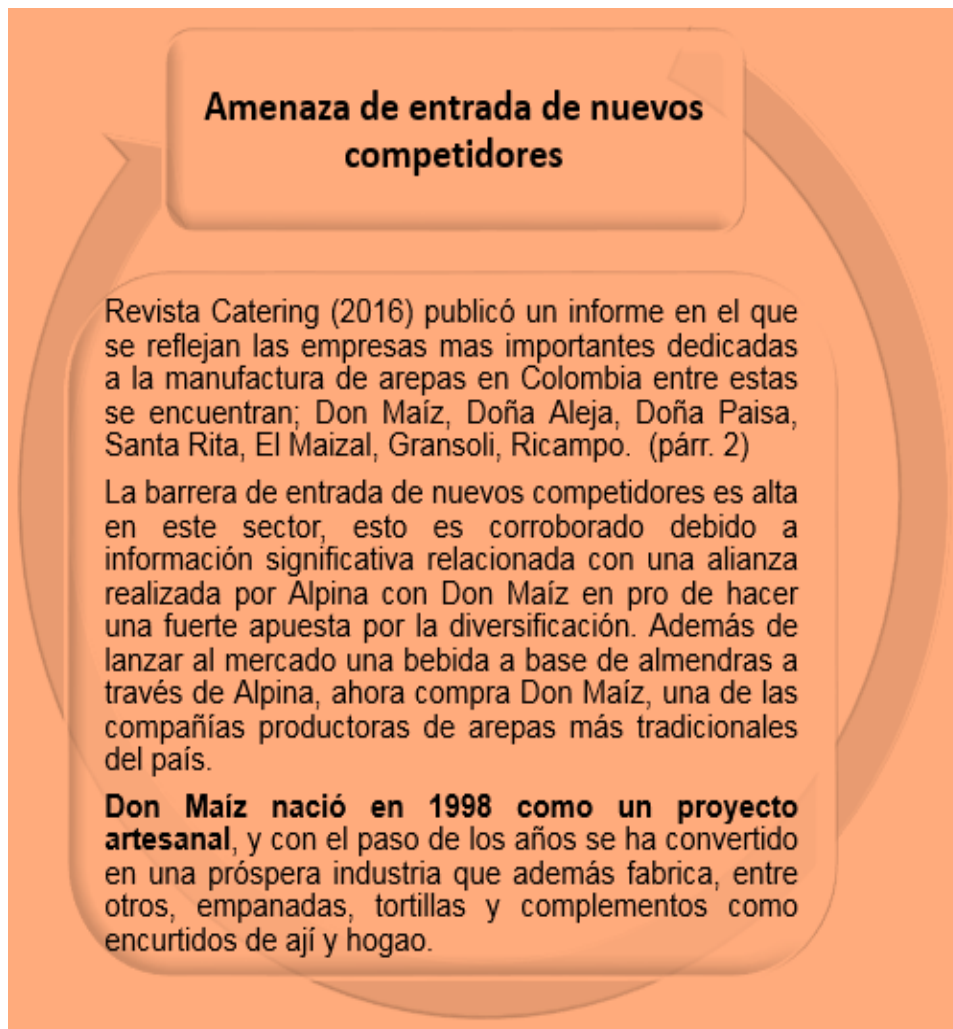 Amenaza de entrada de nuevos
competidores
Revista Catering (2016) publicó un informe en el que
se reflejan las empresas mas importantes dedicadas
a la manufactura de arepas en Colombia entre estas
se encuentran; Don Maíz, Doña Aleja, Doña Paisa,
Santa Rita, El Maizal, Gransoli, Ricampo. (párr. 2)
La barrera de entrada de nuevos competidores es alta
en este sector, esto es corroborado debido a
información significativa relacionada con una alianza
realizada por Alpina con Don Maíz en pro de hacer
una fuerte apuesta por la diversificación. Además de
lanzar al mercado una bebida a base de almendras a
través de Alpina, ahora compra Don Maíz, una de las
compañías productoras de arepas más tradicionales
del país.
Don Maíz nació en 1998 como un proyecto
artesanal, y con el paso de los años se ha convertido
en una próspera industria que además fabrica, entre
otros, empanadas, tortillas y complementos como
encurtidos de ají y hogao.